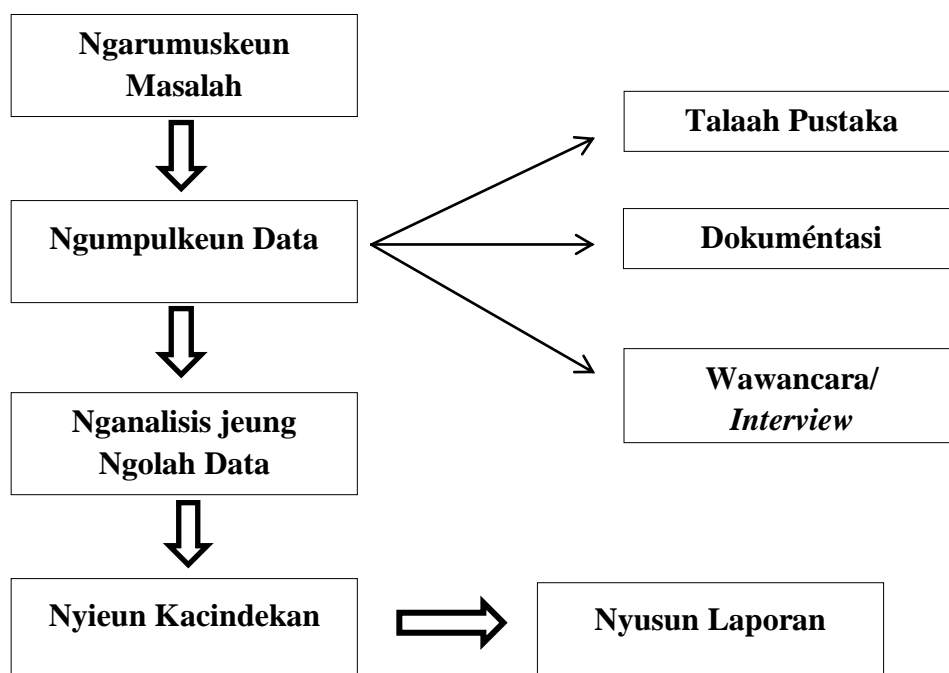 Ngarumuskeun
Masalah
Talaah Pustaka
Ngumpulkeun Data
Dokuméntasi
Wawancara/
Interview
Nganalisis jeung
Ngolah Data
Nyieun Kacindekan
Nyusun Laporan